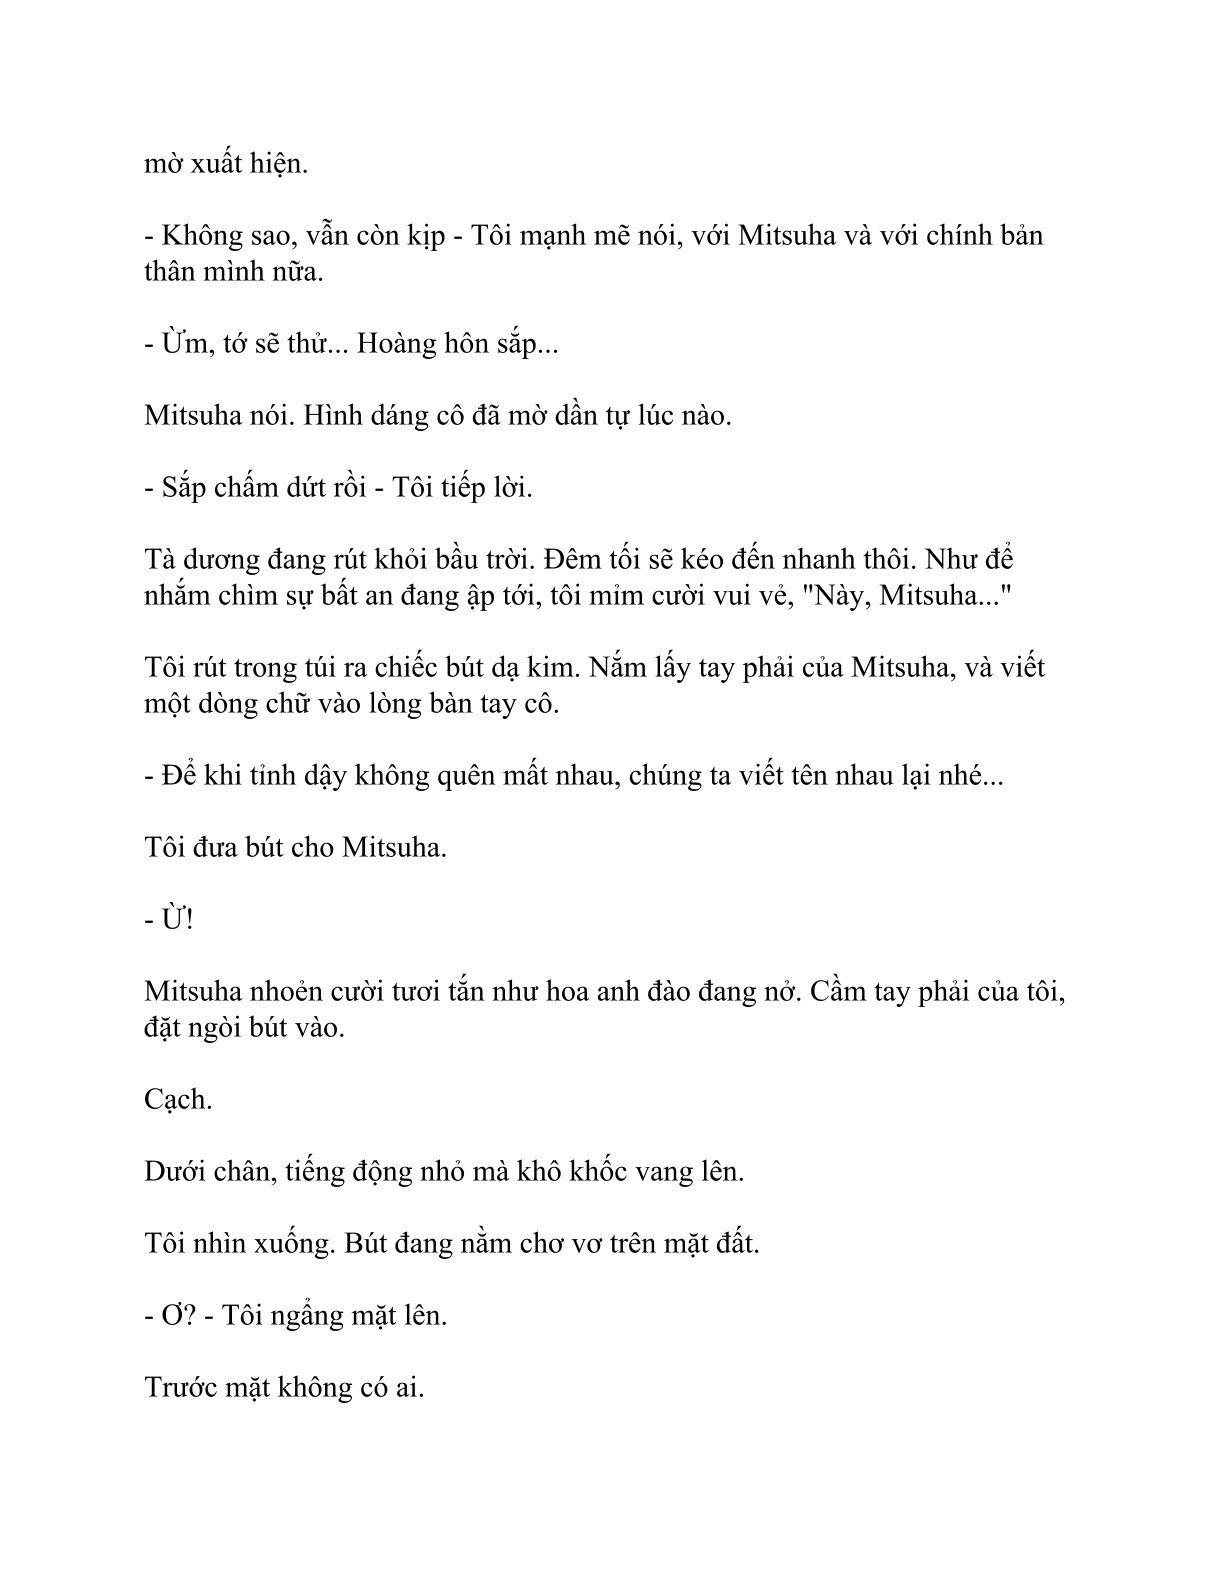 mờ xuất hiện.
- Không sao, vẫn còn kịp - Tôi mạnh mẽ nói, với Mitsuha và với chính bản
thân mình nữa.
- Ừm, tớ sẽ thử... Hoàng hôn sắp...
Mitsuha nói. Hình dáng cô đã mờ dần tự lúc nào.
- Sắp chấm dứt rồi - Tôi tiếp lời.
Tà dương đang rút khỏi bầu trời. Đêm tối sẽ kéo đến nhanh thôi. Như để
nhắm chìm sự bất an đang ập tới, tôi mỉm cười vui vẻ, "Này, Mitsuha..."
Tôi rút trong túi ra chiếc bút dạ kim. Nắm lấy tay phải của Mitsuha, và viết
một dòng chữ vào lòng bàn tay cô.
- Để khi tỉnh dậy không quên mất nhau, chúng ta viết tên nhau lại nhé...
Tôi đưa bút cho Mitsuha.
- Ừ!
Mitsuha nhoẻn cười tươi tắn như hoa anh đào đang nở. Cầm tay phải của tôi,
đặt ngòi bút vào.
Cạch.
Dưới chân, tiếng động nhỏ mà khô khốc vang lên.
Tôi nhìn xuống. Bút đang nằm chơ vơ trên mặt đất.
- Ơ? - Tôi ngẩng mặt lên.
Trước mặt không có ai.